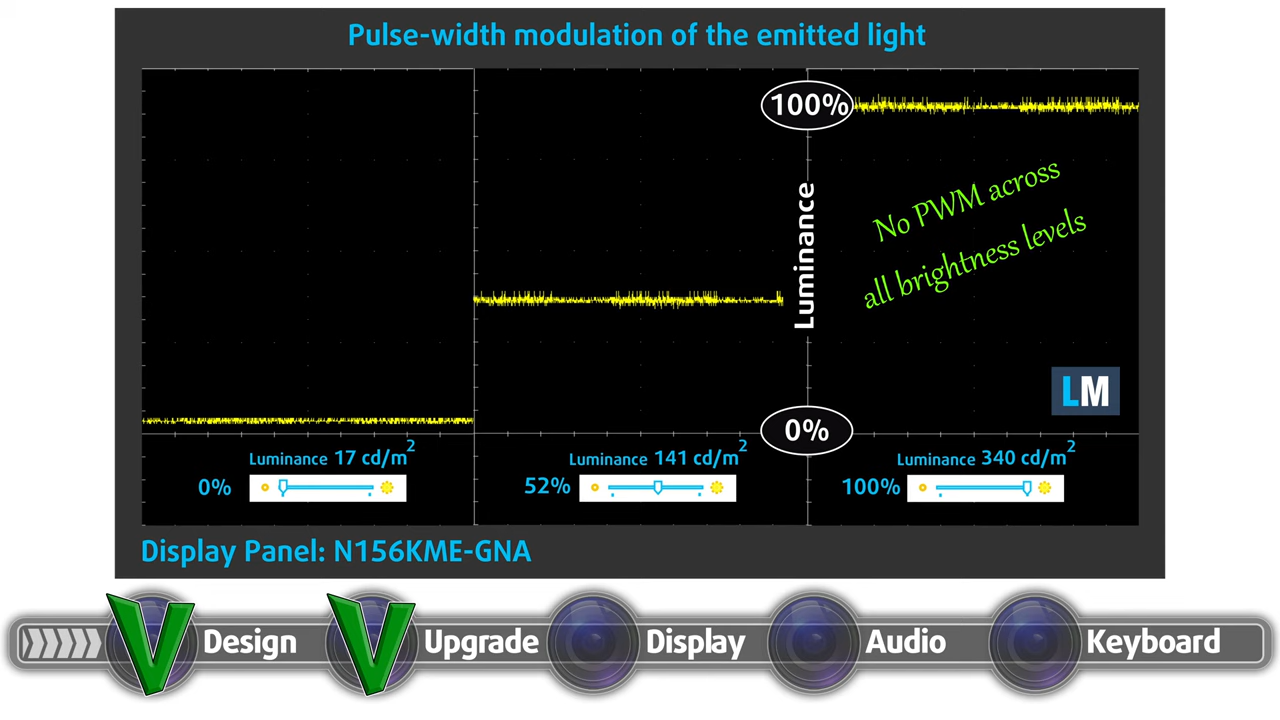 Pulse-width modulation of the emitted light
100%
Luminance
No PWM across
all brightness levels
LM
0%
Luminance 17 cd/m²
Luminance 141 cd/m²
Luminance 340 cd/m²
0%
52%
100%
Display Panel: N156KME-GNA
Design
Upgrade
Display
Audio
Keyboard